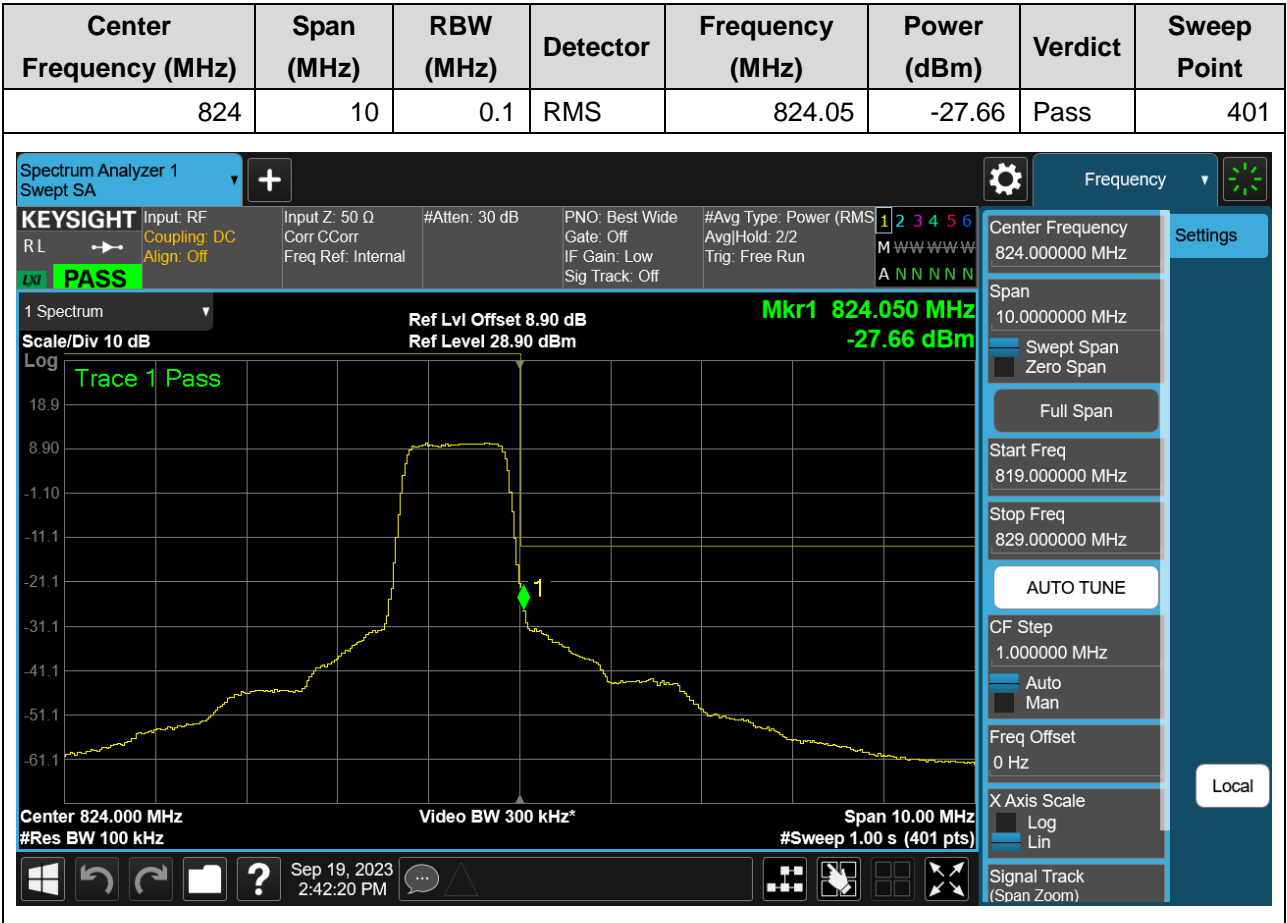 Center Frequency (MHz) Span (MHz) RBW (MHz) Detector Frequency (MHz) Power (dBm) Verdict Sweep Point
824 10 0.1 RMS 824.05 -27.66 Pass 401
Spectrum Analyzer 1
Swept SA
Frequency
KEYSIGHT
R L
LXI PASS
Input: RF
Coupling: DC
Align: Off
Input Z: 50 Ω
Corr CCorr
Freq Ref: Internal
#Atten: 30 dB
PNO: Best Wide
Gate: Off
IF Gain: Low
Sig Track: Off
#Avg Type: Power (RMS
Avg|Hold: 2/2
Trig: Free Run
1 2 3 4 5 6
M W W W W W
A N N N N N
1 Spectrum
Scale/Div 10 dB
Ref Lvl Offset 8.90 dB
Ref Level 28.90 dBm
Mkr1 824.050 MHz
-27.66 dBm
Log
Trace 1 Pass
18.9
8.90
-1.10
-11.1
-21.1
1
-31.1
-41.1
-51.1
-61.1
Center 824.000 MHz
#Res BW 100 kHz
Video BW 300 kHz*
Span 10.00 MHz
#Sweep 1.00 s (401 pts)
Center Frequency
824.000000 MHz
Settings
Span
10.0000000 MHz
Swept Span
Zero Span
Full Span
Start Freq
819.000000 MHz
Stop Freq
829.000000 MHz
AUTO TUNE
CF Step
1.000000 MHz
Auto
Man
Freq Offset
0 Hz
X Axis Scale
Log
Lin
Local
Signal Track
(Span Zoom)
?
Sep 19, 2023
2:42:20 PM